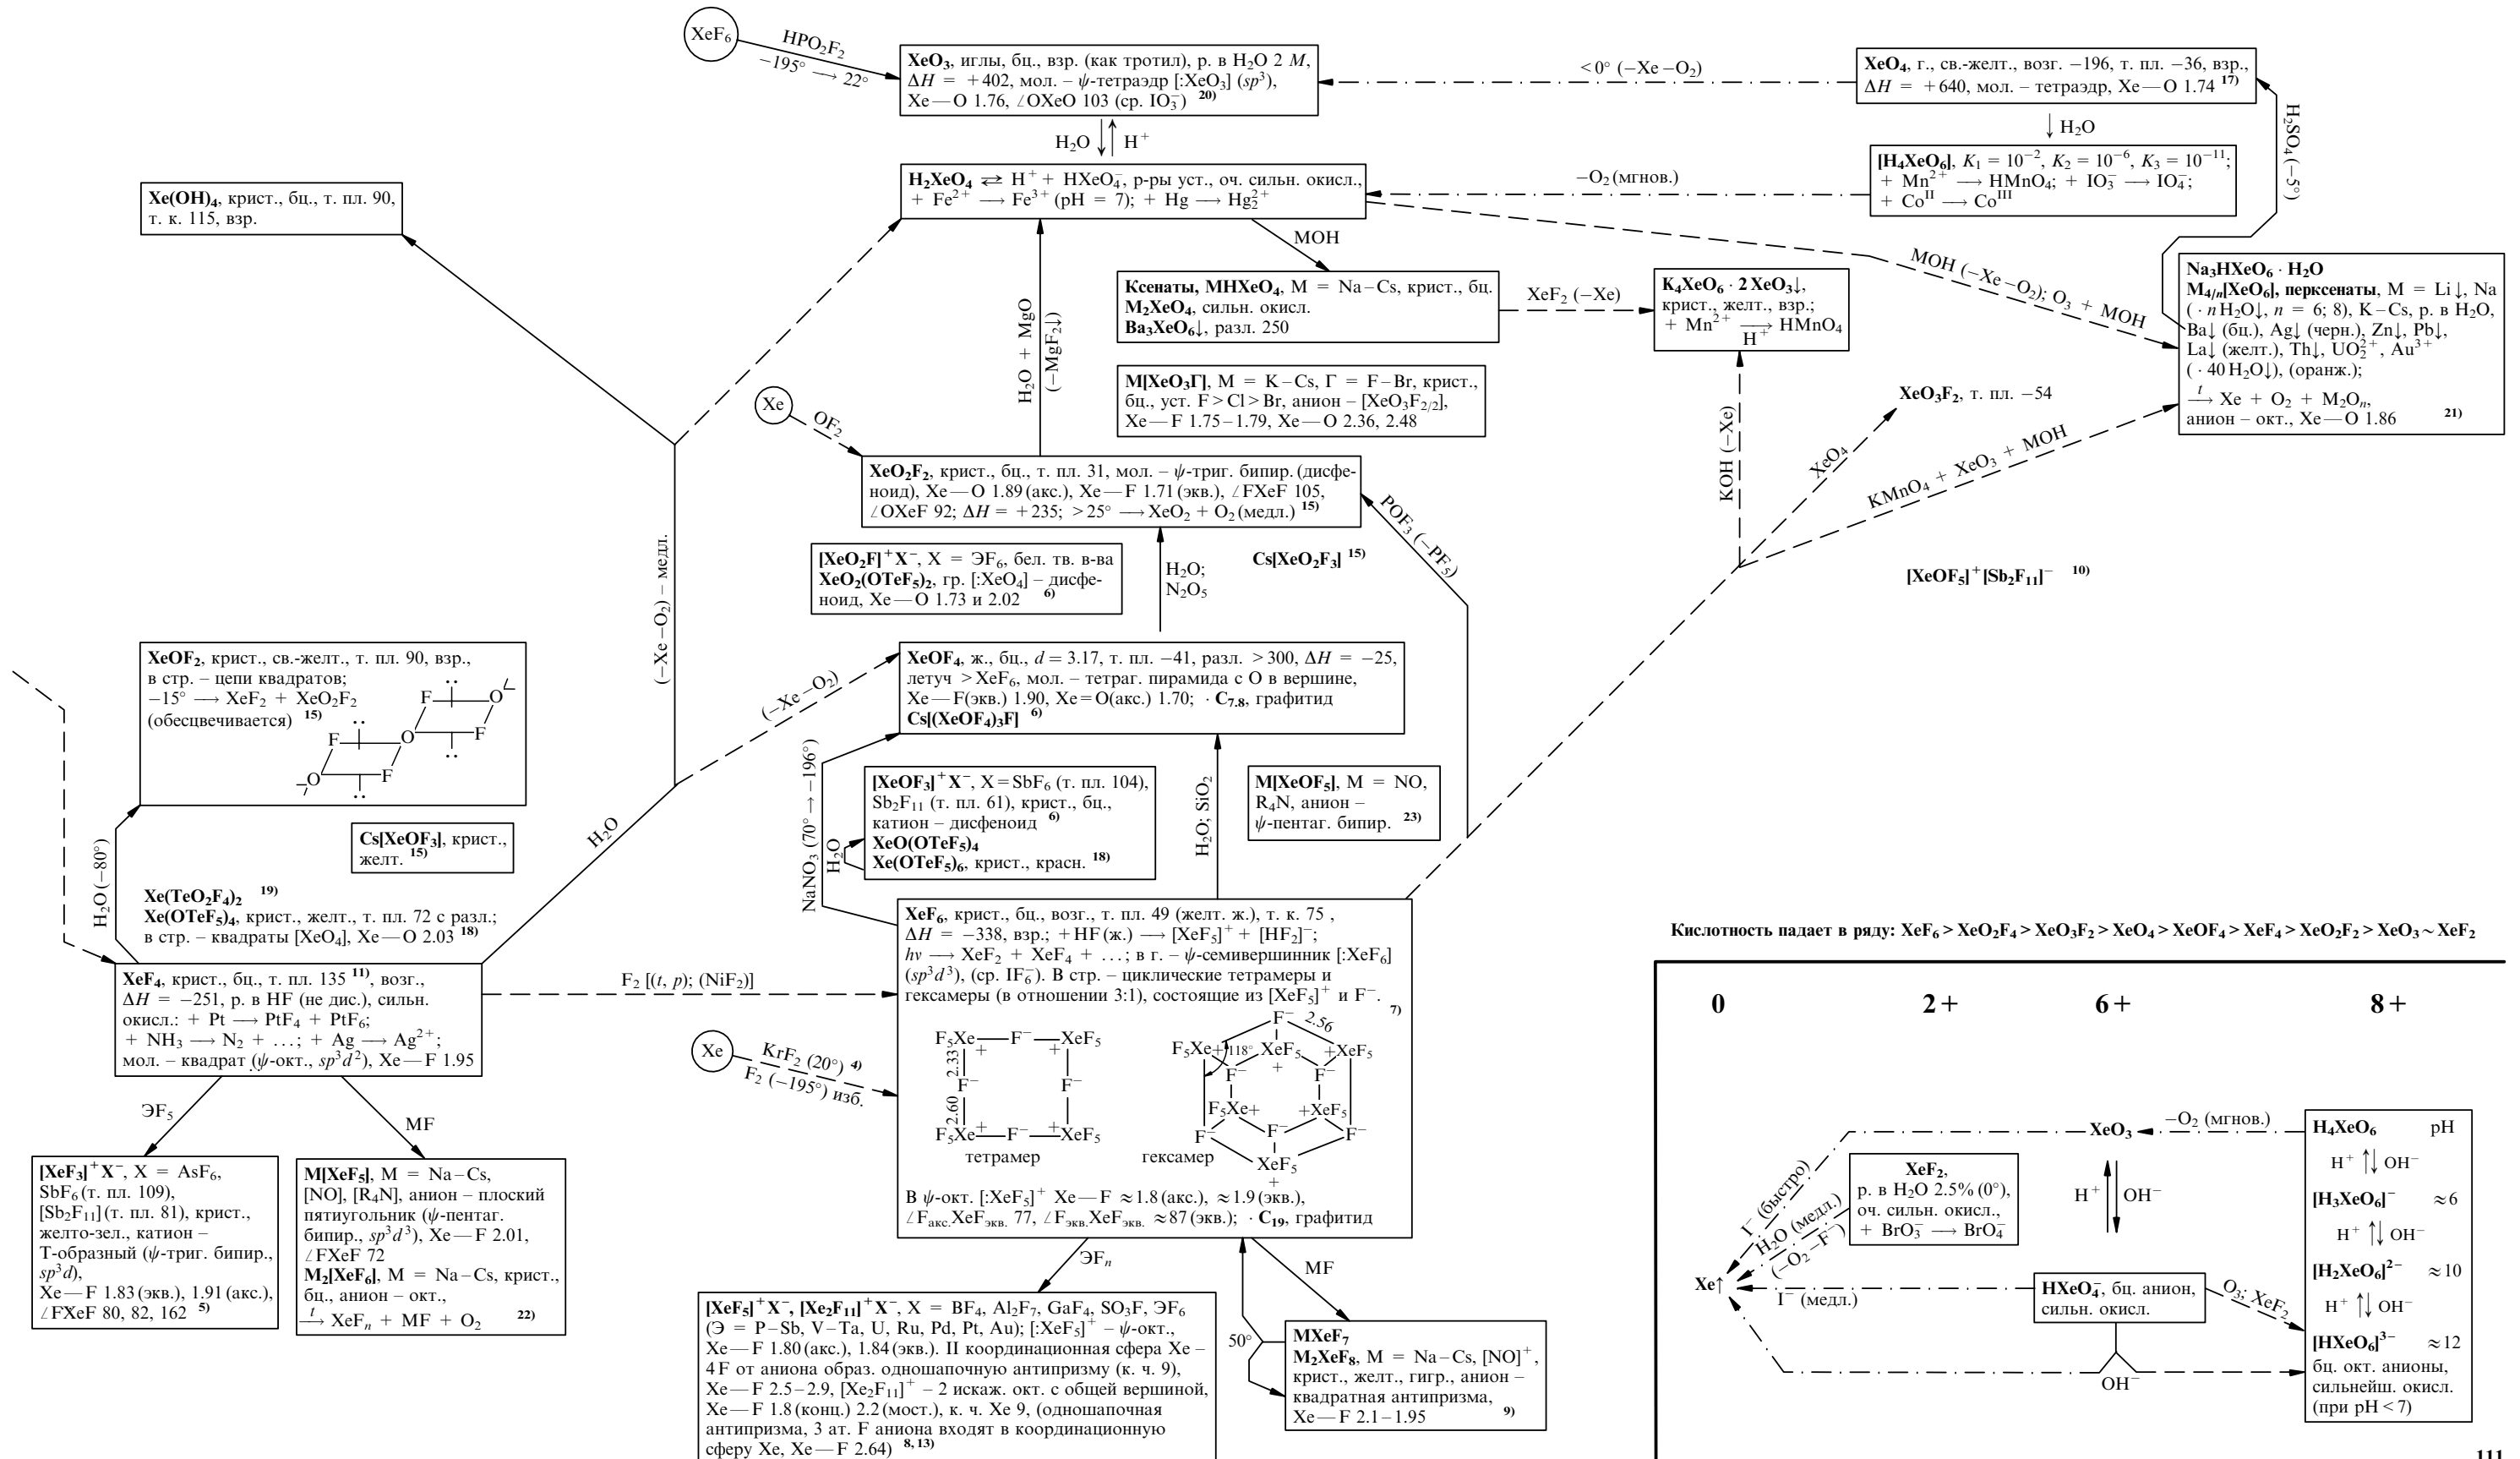 XeF₆
HPO₂F₂
−195° ⟶ 22°
XeO₃, иглы, бц., взр. (как тротил), р. в H₂O 2 M,
ΔH = +402, мол. – ψ-тетраэдр [:XeO₃] (sp³),
Xe—O 1.76, ∠OXeO 103 (ср. IO₃⁻) ²⁰⁾
<0° (−Xe −O₂)
XeO₄, г., св.-желт., возг. −196, т. пл. −36, взр.,
ΔH = +640, мол. – тетраэдр, Xe—O 1.74 ¹⁷⁾
H₂O
H⁺
H₂O
H₂SO₄ (−5°)
[H₄XeO₆], K₁ = 10⁻², K₂ = 10⁻⁶, K₃ = 10⁻¹¹;
+ Mn²⁺ ⟶ HMnO₄; + IO₃⁻ ⟶ IO₄⁻;
+ Co^II ⟶ Co^III
−O₂ (мгнов.)
H₂XeO₄ ⇄ H⁺ + HXeO₄⁻, р-ры уст., оч. сильн. окисл.,
+ Fe²⁺ ⟶ Fe³⁺ (pH = 7); + Hg ⟶ Hg₂²⁺
Xe(OH)₄, крист., бц., т. пл. 90,
т. к. 115, взр.
MOH
MOH (−Xe −O₂); O₃ + MOH
H₂O + MgO
(−MgF₂↓)
Ксенаты, MHXeO₄, M = Na–Cs, крист., бц.
M₂XeO₄, сильн. окисл.
Ba₃XeO₆↓, разл. 250
XeF₂ (−Xe)
K₄XeO₆ · 2 XeO₃↓,
крист., желт., взр.;
+ Mn²⁺ ⟶ HMnO₄
H⁺
Na₃HXeO₆ · H₂O
M₄/ₙ[XeO₆], перксенаты, M = Li↓, Na
( · n H₂O↓, n = 6; 8), K–Cs, р. в H₂O,
Ba↓ (бц.), Ag↓ (черн.), Zn↓, Pb↓,
La↓ (желт.), Th↓, UO₂²⁺, Au³⁺
( · 40 H₂O↓), (оранж.);
t
⟶ Xe + O₂ + M₂Oₙ,
анион – окт., Xe—O 1.86 ²¹⁾
M[XeO₃Г], M = K–Cs, Г = F–Br, крист.,
бц., уст. F > Cl > Br, анион – [XeO₃F₂/₂],
Xe—F 1.75–1.79, Xe—O 2.36, 2.48
Xe
OF₂
XeO₂F₂, крист., бц., т. пл. 31, мол. – ψ-триг. бипир. (дисфе-
ноид), Xe—O 1.89 (акс.), Xe—F 1.71 (экв.), ∠FXeF 105,
∠OXeF 92; ΔH = +235; >25° ⟶ XeO₂ + O₂ (медл.) ¹⁵⁾
KOH (−Xe)
XeO₄
XeO₃F₂, т. пл. −54
KMnO₄ + XeO₃ + MOH
[XeOF₅]⁺[Sb₂F₁₁]⁻ ¹⁰⁾
[XeO₂F]⁺X⁻, X = ЭF₆, бел. тв. в-ва
XeO₂(OTeF₅)₂, гр. [:XeO₄] – дисфе-
ноид, Xe—O 1.73 и 2.02 ⁶⁾
H₂O;
N₂O₅
Cs[XeO₂F₃] ¹⁵⁾
POF₃ (−PF₅)
(−Xe −O₂) – медл.
XeOF₂, крист., св.-желт., т. пл. 90, взр.,
в стр. – цепи квадратов;
−15° ⟶ XeF₂ + XeO₂F₂
(обесцвечивается) ¹⁵⁾
F O
F O F
O F
XeOF₄, ж., бц., d = 3.17, т. пл. −41, разл. >300, ΔH = −25,
летуч > XeF₆, мол. – тетраг. пирамида с O в вершине,
Xe—F(экв.) 1.90, Xe=O(акс.) 1.70; · C₇.₈, графитид
Cs[(XeOF₄)₃F] ⁶⁾
(−Xe −O₂)
H₂O
NaNO₃ (70° → −196°)
H₂O
[XeOF₃]⁺X⁻, X=SbF₆ (т. пл. 104),
Sb₂F₁₁ (т. пл. 61), крист., бц.,
катион – дисфеноид ⁶⁾
XeO(OTeF₅)₄
Xe(OTeF₅)₆, крист., красн. ¹⁸⁾
H₂O; SiO₂
M[XeOF₅], M = NO,
R₄N, анион –
ψ-пентаг. бипир. ²³⁾
Cs[XeOF₃], крист.,
желт. ¹⁵⁾
H₂O (−80°)
Xe(TeO₂F₄)₂ ¹⁹⁾
Xe(OTeF₅)₄, крист., желт., т. пл. 72 с разл.;
в стр. – квадраты [XeO₄], Xe—O 2.03 ¹⁸⁾
XeF₄, крист., бц., т. пл. 135 ¹¹⁾, возг.,
ΔH = −251, р. в HF (не дис.), сильн.
окисл.: + Pt ⟶ PtF₄ + PtF₆;
+ NH₃ ⟶ N₂ + …; + Ag ⟶ Ag²⁺;
мол. – квадрат (ψ-окт., sp³d²), Xe—F 1.95
F₂ [(t, p); (NiF₂)]
Xe
KrF₂ (20°) ⁴⁾
F₂ (−195°) изб.
XeF₆, крист., бц., возг., т. пл. 49 (желт. ж.), т. к. 75 ,
ΔH = −338, взр.; + HF (ж.) ⟶ [XeF₅]⁺ + [HF₂]⁻;
hν ⟶ XeF₂ + XeF₄ + …; в г. – ψ-семивершинник [:XeF₆]
(sp³d³), (ср. IF₆⁻). В стр. – циклические тетрамеры и
гексамеры (в отношении 3:1), состоящие из [XeF₅]⁺ и F⁻. ⁷⁾
F₅Xe + F⁻ + XeF₅
2.33
F⁻ F⁻
2.60
F₅Xe + F⁻ + XeF₅
тетрамер
F⁻ 2.56
F₅Xe+ 118° XeF₅ + +XeF₅
F⁻ F⁻
F₅Xe+ +XeF₅
F⁻ F⁻ F⁻
XeF₅
+
гексамер
В ψ-окт. [:XeF₅]⁺ Xe—F ≈1.8 (акс.), ≈1.9 (экв.),
∠Fакс.XeFэкв. 77, ∠Fэкв.XeFэкв. ≈87 (экв.); · C₁₉, графитид
ЭF₅
MF
[XeF₃]⁺X⁻, X = AsF₆,
SbF₆ (т. пл. 109),
[Sb₂F₁₁] (т. пл. 81), крист.,
желто-зел., катион –
Т-образный (ψ-триг. бипир.,
sp³d),
Xe—F 1.83 (экв.), 1.91 (акс.),
∠FXeF 80, 82, 162 ⁵⁾
M[XeF₅], M = Na–Cs,
[NO], [R₄N], анион – плоский
пятиугольник (ψ-пентаг.
бипир., sp³d³), Xe—F 2.01,
∠FXeF 72
M₂[XeF₆], M = Na–Cs, крист.,
бц., анион – окт.,
t
⟶ XeFₙ + MF + O₂ ²²⁾
ЭFₙ
MF
50°
[XeF₅]⁺X⁻, [Xe₂F₁₁]⁺X⁻, X = BF₄, Al₂F₇, GaF₄, SO₃F, ЭF₆
(Э = P–Sb, V–Ta, U, Ru, Pd, Pt, Au); [:XeF₅]⁺ – ψ-окт.,
Xe—F 1.80 (акс.), 1.84 (экв.). II координационная сфера Xe –
4 F от аниона образ. одношапочную антипризму (к. ч. 9),
Xe—F 2.5–2.9, [Xe₂F₁₁]⁺ – 2 искаж. окт. с общей вершиной,
Xe—F 1.8 (конц.) 2.2 (мост.), к. ч. Xe 9, (одношапочная
антипризма, 3 ат. F аниона входят в координационную
сферу Xe, Xe—F 2.64) ⁸, ¹³⁾
MXeF₇
M₂XeF₈, M = Na–Cs, [NO]⁺,
крист., желт., гигр., анион –
квадратная антипризма,
Xe—F 2.1–1.95 ⁹⁾
Кислотность падает в ряду: XeF₆ > XeO₂F₄ > XeO₃F₂ > XeO₄ > XeOF₄ > XeF₄ > XeO₂F₂ > XeO₃ ~ XeF₂
0 2+ 6+ 8+
XeO₃
−O₂ (мгнов.)
H₄XeO₆ pH
H⁺ OH⁻
[H₃XeO₆]⁻ ≈6
H⁺ OH⁻
[H₂XeO₆]²⁻ ≈10
H⁺ OH⁻
[HXeO₆]³⁻ ≈12
бц. окт. анионы,
сильнейш. окисл.
(при pH < 7)
I⁻ (быстро)
H₂O (медл.)
(−O₂ −F⁻)
XeF₂,
р. в H₂O 2.5% (0°),
оч. сильн. окисл.,
+ BrO₃⁻ ⟶ BrO₄⁻
H⁺ OH⁻
Xe↑
I⁻ (медл.)
HXeO₄⁻, бц. анион,
сильн. окисл.
O₃; XeF₂
OH⁻
111